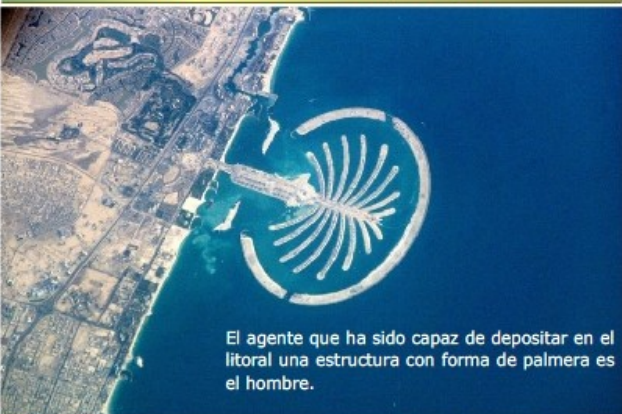 El agente que ha sido capaz de depositar en el
litoral una estructura con forma de palmera es
el hombre.